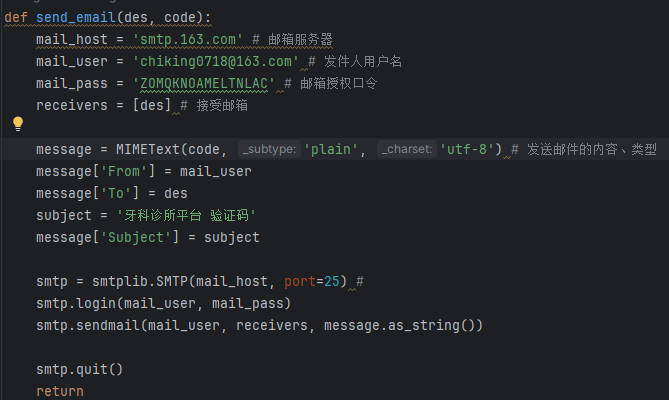 def send_email(des, code):
    mail_host = 'smtp.163.com' # 邮箱服务器
    mail_user = 'chiking0718@163.com' # 发件人用户名
    mail_pass = 'ZOMQKNOAMELTNLAC' # 邮箱授权口令
    receivers = [des] # 接受邮箱
    message = MIMEText(code, _subtype: 'plain', _charset: 'utf-8') # 发送邮件的内容、类型
    message['From'] = mail_user
    message['To'] = des
    subject = '牙科诊所平台 验证码'
    message['Subject'] = subject
    smtp = smtplib.SMTP(mail_host, port=25) #
    smtp.login(mail_user, mail_pass)
    smtp.sendmail(mail_user, receivers, message.as_string())
    smtp.quit()
    return